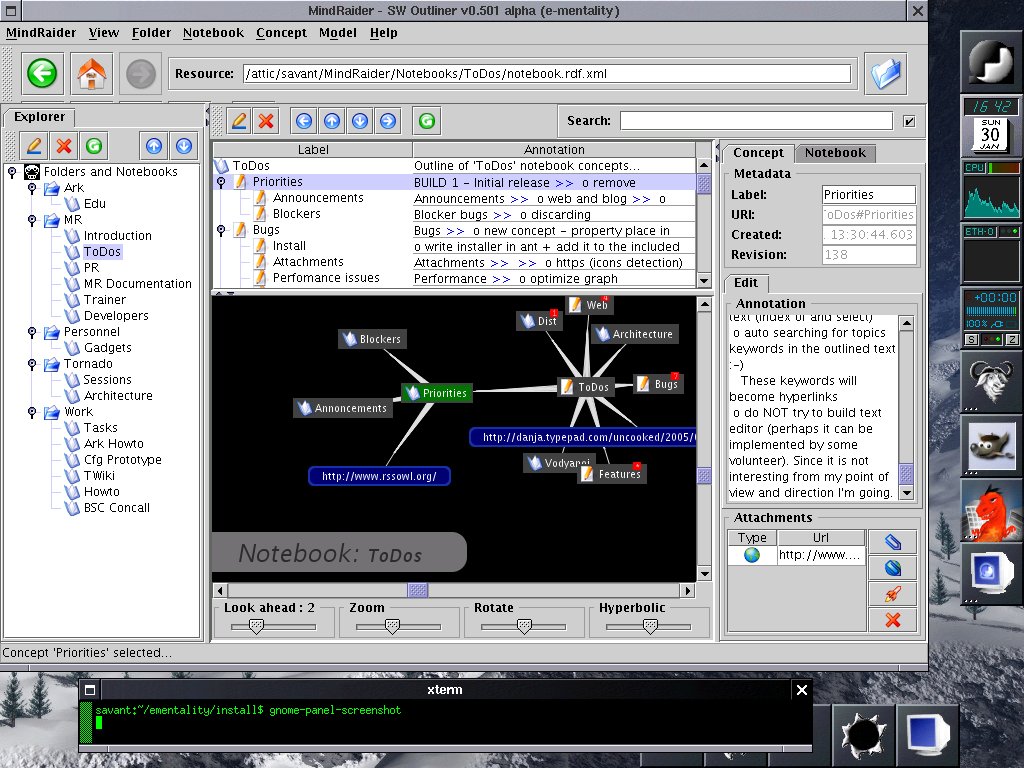 MindRaider - SW Outliner v0.501 alpha (e-mentality)
MindRaider View Folder Notebook Concept Model Help
Resource: /attic/savant/MindRaider/Notebooks/ToDos/notebook.rdf.xml
Explorer
Folders and Notebooks
Ark
Edu
MR
Introduction
ToDos
PR
MR Documentation
Trainer
Developers
Personnel
Gadgets
Tornado
Sessions
Architecture
Work
Tasks
Ark Howto
Cfg Prototype
TWiki
Howto
BSC Concall
Search:
Label Annotation
ToDos Outline of 'ToDos' notebook concepts...
Priorities BUILD 1 - Initial release >> o remove
Announcements Announcements >> o web and blog >> o
Blockers Blocker bugs >> o discarding
Bugs Bugs >> o new concept - property place in
Install o write installer in ant + add it to the included
Attachments Attachments >> >> o https (icons detection)
Perfomance issues Performance >> o optimize graph
Web
Dist
Architecture
Blockers
Priorities
ToDos
Bugs
Annoncements
http://danja.typepad.com/uncooked/2005/
Features
http://www.rssowl.org/
Notebook: ToDos
Look ahead : 2 Zoom Rotate Hyperbolic
Concept Notebook
Metadata
Label: Priorities
URI: oDos#Priorities
Created: 13:30:44.603
Revision: 138
Edit
Annotation
text (index of and select)
o auto searching for topics
keywords in the outlined text
:-)
These keywords will
become hyperlinks
o do NOT try to build text
editor (perhaps it can be
implemented by some
volunteer). Since it is not
interesting from my point of
view and direction I'm going.
Attachments
Type Url
http://www....
Concept 'Priorities' selected...
xterm
savant:~/ementality/install$ gnome-panel-screenshot
16 42
SUN
30
JAN
CPU
ETH-0
+00:00
100%
S Z